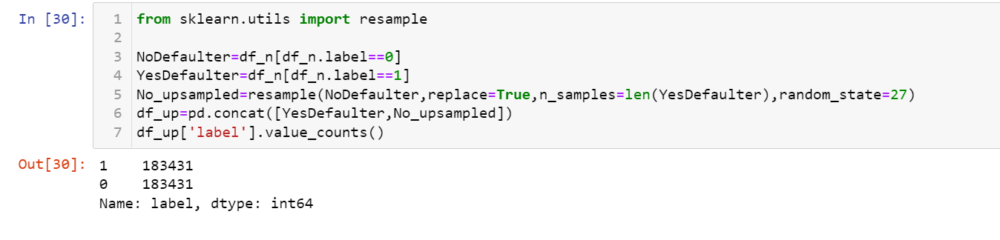 In [30]:
1 from sklearn.utils import resample
2
3 NoDefaulter=df_n[df_n.label==0]
4 YesDefaulter=df_n[df_n.label==1]
5 No_upsampled=resample(NoDefaulter,replace=True,n_samples=len(YesDefaulter),random_state=27)
6 df_up=pd.concat([YesDefaulter,No_upsampled])
7 df_up['label'].value_counts()
Out[30]: 1    183431
0    183431
Name: label, dtype: int64